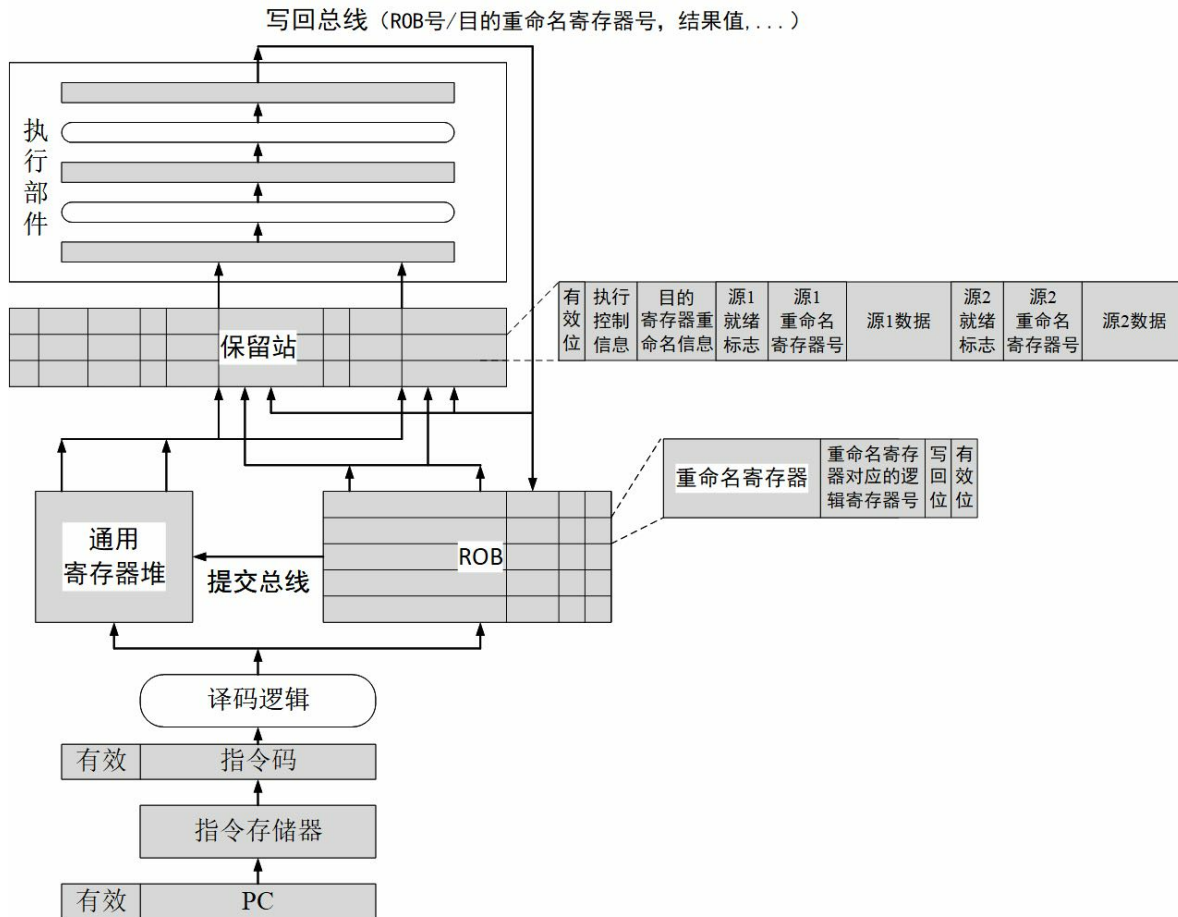 写回总线（ROB号/目的重命名寄存器号，结果值,...）
执
行
部
件
有
效
位
执行
控制
信息
目的
寄存器重
命名信息
源1
就绪
标志
源1
重命名
寄存器号
源1数据
源2
就绪
标志
源2
重命名
寄存器号
源2数据
保留站
重命名寄存器
重命名寄存
器对应的逻
辑寄存器号
写
回
位
有
效
位
通用
寄存器堆
提交总线
ROB
译码逻辑
有效
指令码
指令存储器
有效
PC